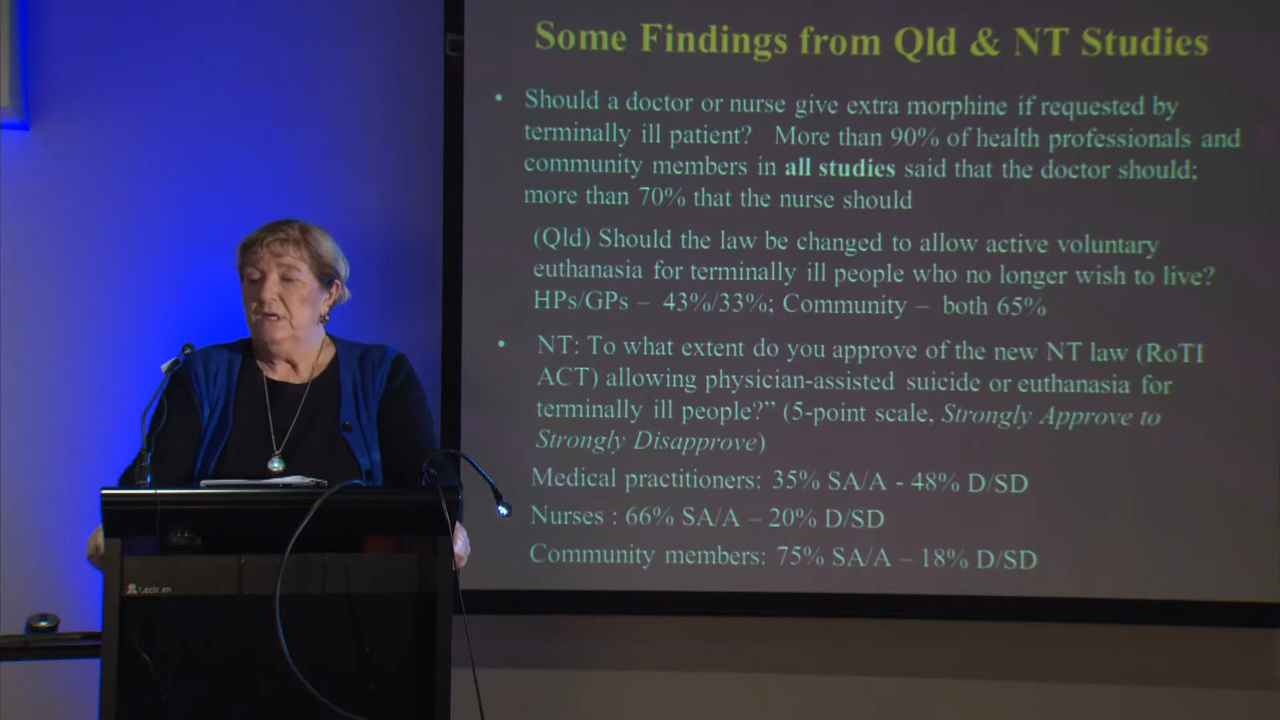 Some Findings from Qld & NT Studies
• Should a doctor or nurse give extra morphine if requested by
terminally ill patient? More than 90% of health professionals and
community members in all studies said that the doctor should;
more than 70% that the nurse should
(Qld) Should the law be changed to allow active voluntary
euthanasia for terminally ill people who no longer wish to live?
HPs/GPs – 43%/33%; Community – both 65%
• NT: To what extent do you approve of the new NT law (RoTI
ACT) allowing physician-assisted suicide or euthanasia for
terminally ill people?” (5-point scale, Strongly Approve to
Strongly Disapprove)
Medical practitioners: 35% SA/A - 48% D/SD
Nurses : 66% SA/A – 20% D/SD
Community members: 75% SA/A – 18% D/SD